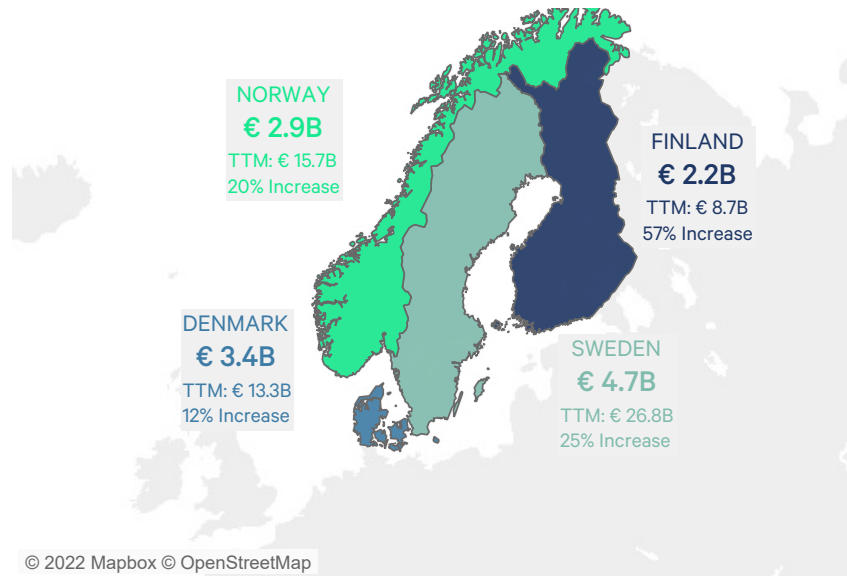 NORWAY
€ 2.9B
TTM: € 15.7B
20% Increase
FINLAND
€ 2.2B
TTM: € 8.7B
57% Increase
DENMARK
€ 3.4B
TTM: € 13.3B
12% Increase
SWEDEN
€ 4.7B
TTM: € 26.8B
25% Increase
© 2022 Mapbox © OpenStreetMap